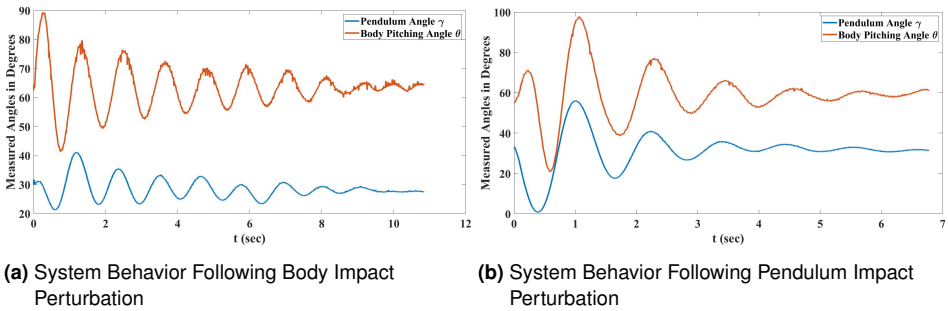 90
80
70
60
50
40
30
20
Measured Angles in Degrees
0 2 4 6 8 10 12
t (sec)
Pendulum Angle γ
Body Pitching Angle θ
(a) System Behavior Following Body Impact
Perturbation
100
80
60
40
20
0
Measured Angles in Degrees
0 1 2 3 4 5 6 7
t (sec)
Pendulum Angle γ
Body Pitching Angle θ
(b) System Behavior Following Pendulum Impact
Perturbation